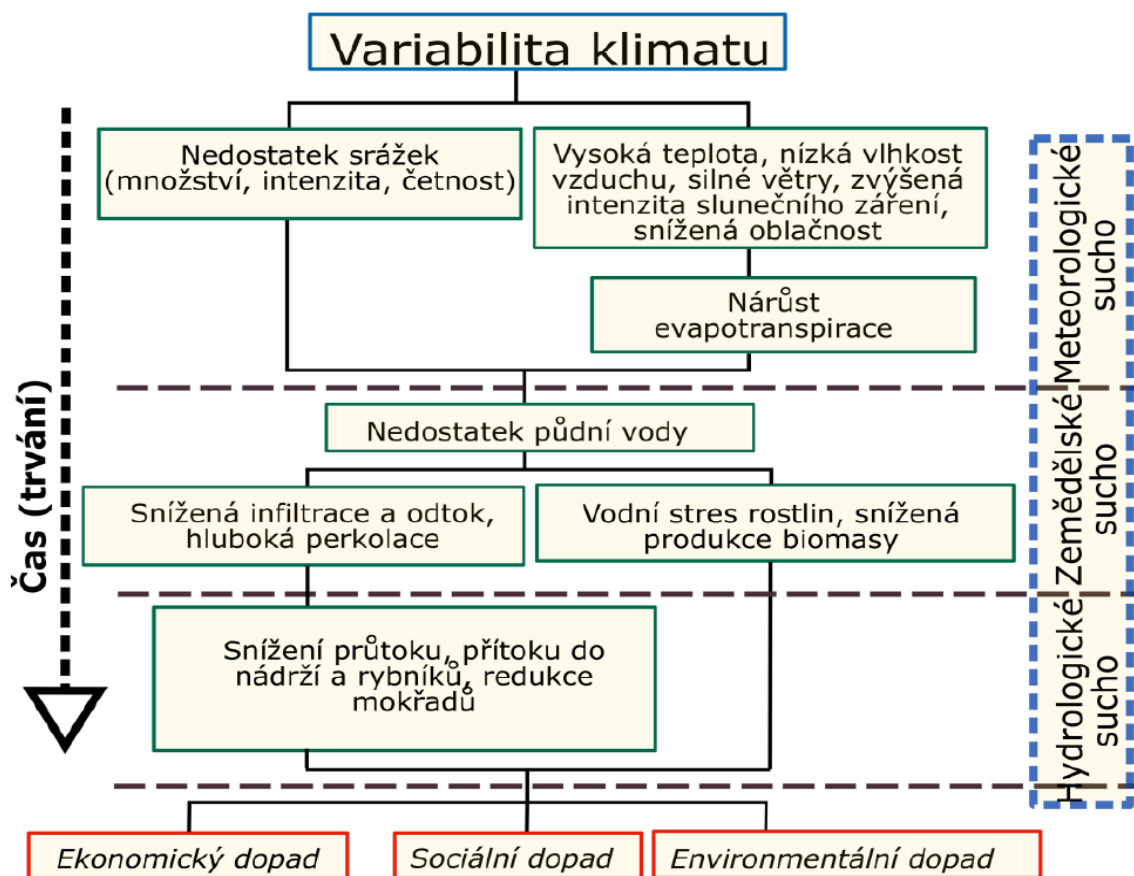 Variabilita klimatu
Nedostatek srážek
(množství, intenzita, četnost)
Vysoká teplota, nízká vlhkost
vzduchu, silné větry, zvýšená
intenzita slunečního záření,
snížená oblačnost
Nárůst
evapotranspirace
Nedostatek půdní vody
Snížená infiltrace a odtok,
hluboká perkolace
Vodní stres rostlin, snížená
produkce biomasy
Snížení průtoku, přítoku do
nádrží a rybníků, redukce
mokřadů
Ekonomický dopad
Sociální dopad
Environmentální dopad
Čas (trvání)
Meteorologické
sucho
Zemědělské
sucho
Hydrologické
sucho